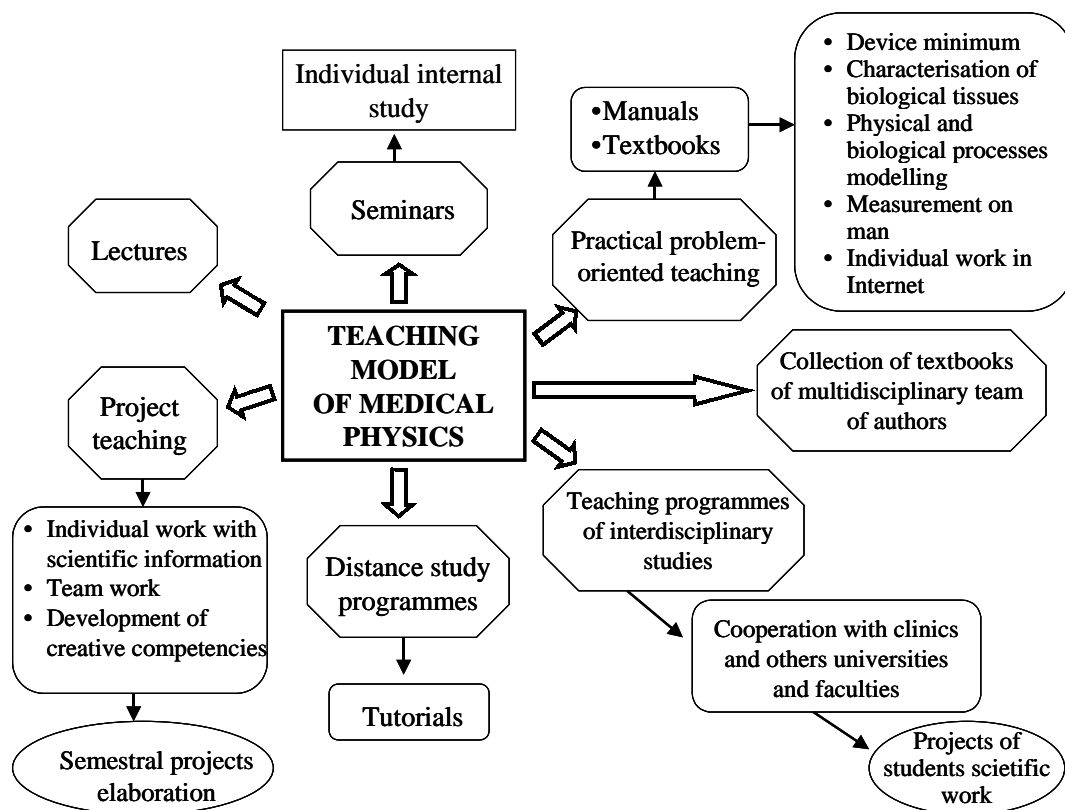 Individual internal
study
• Manuals
• Textbooks
• Device minimum
• Characterisation of
biological tissues
• Physical and
biological processes
modelling
• Measurement on
man
• Individual work in
Internet
Seminars
Lectures
Practical problem-
oriented teaching
TEACHING
MODEL
OF MEDICAL
PHYSICS
Collection of textbooks
of multidisciplinary team
of authors
Project
teaching
Teaching programmes
of interdisciplinary
studies
• Individual work with
scientific information
• Team work
• Development of
creative competencies
Distance study
programmes
Cooperation with clinics
and others universities
and faculties
Tutorials
Semestral projects
elaboration
Projects of
students scietific
work